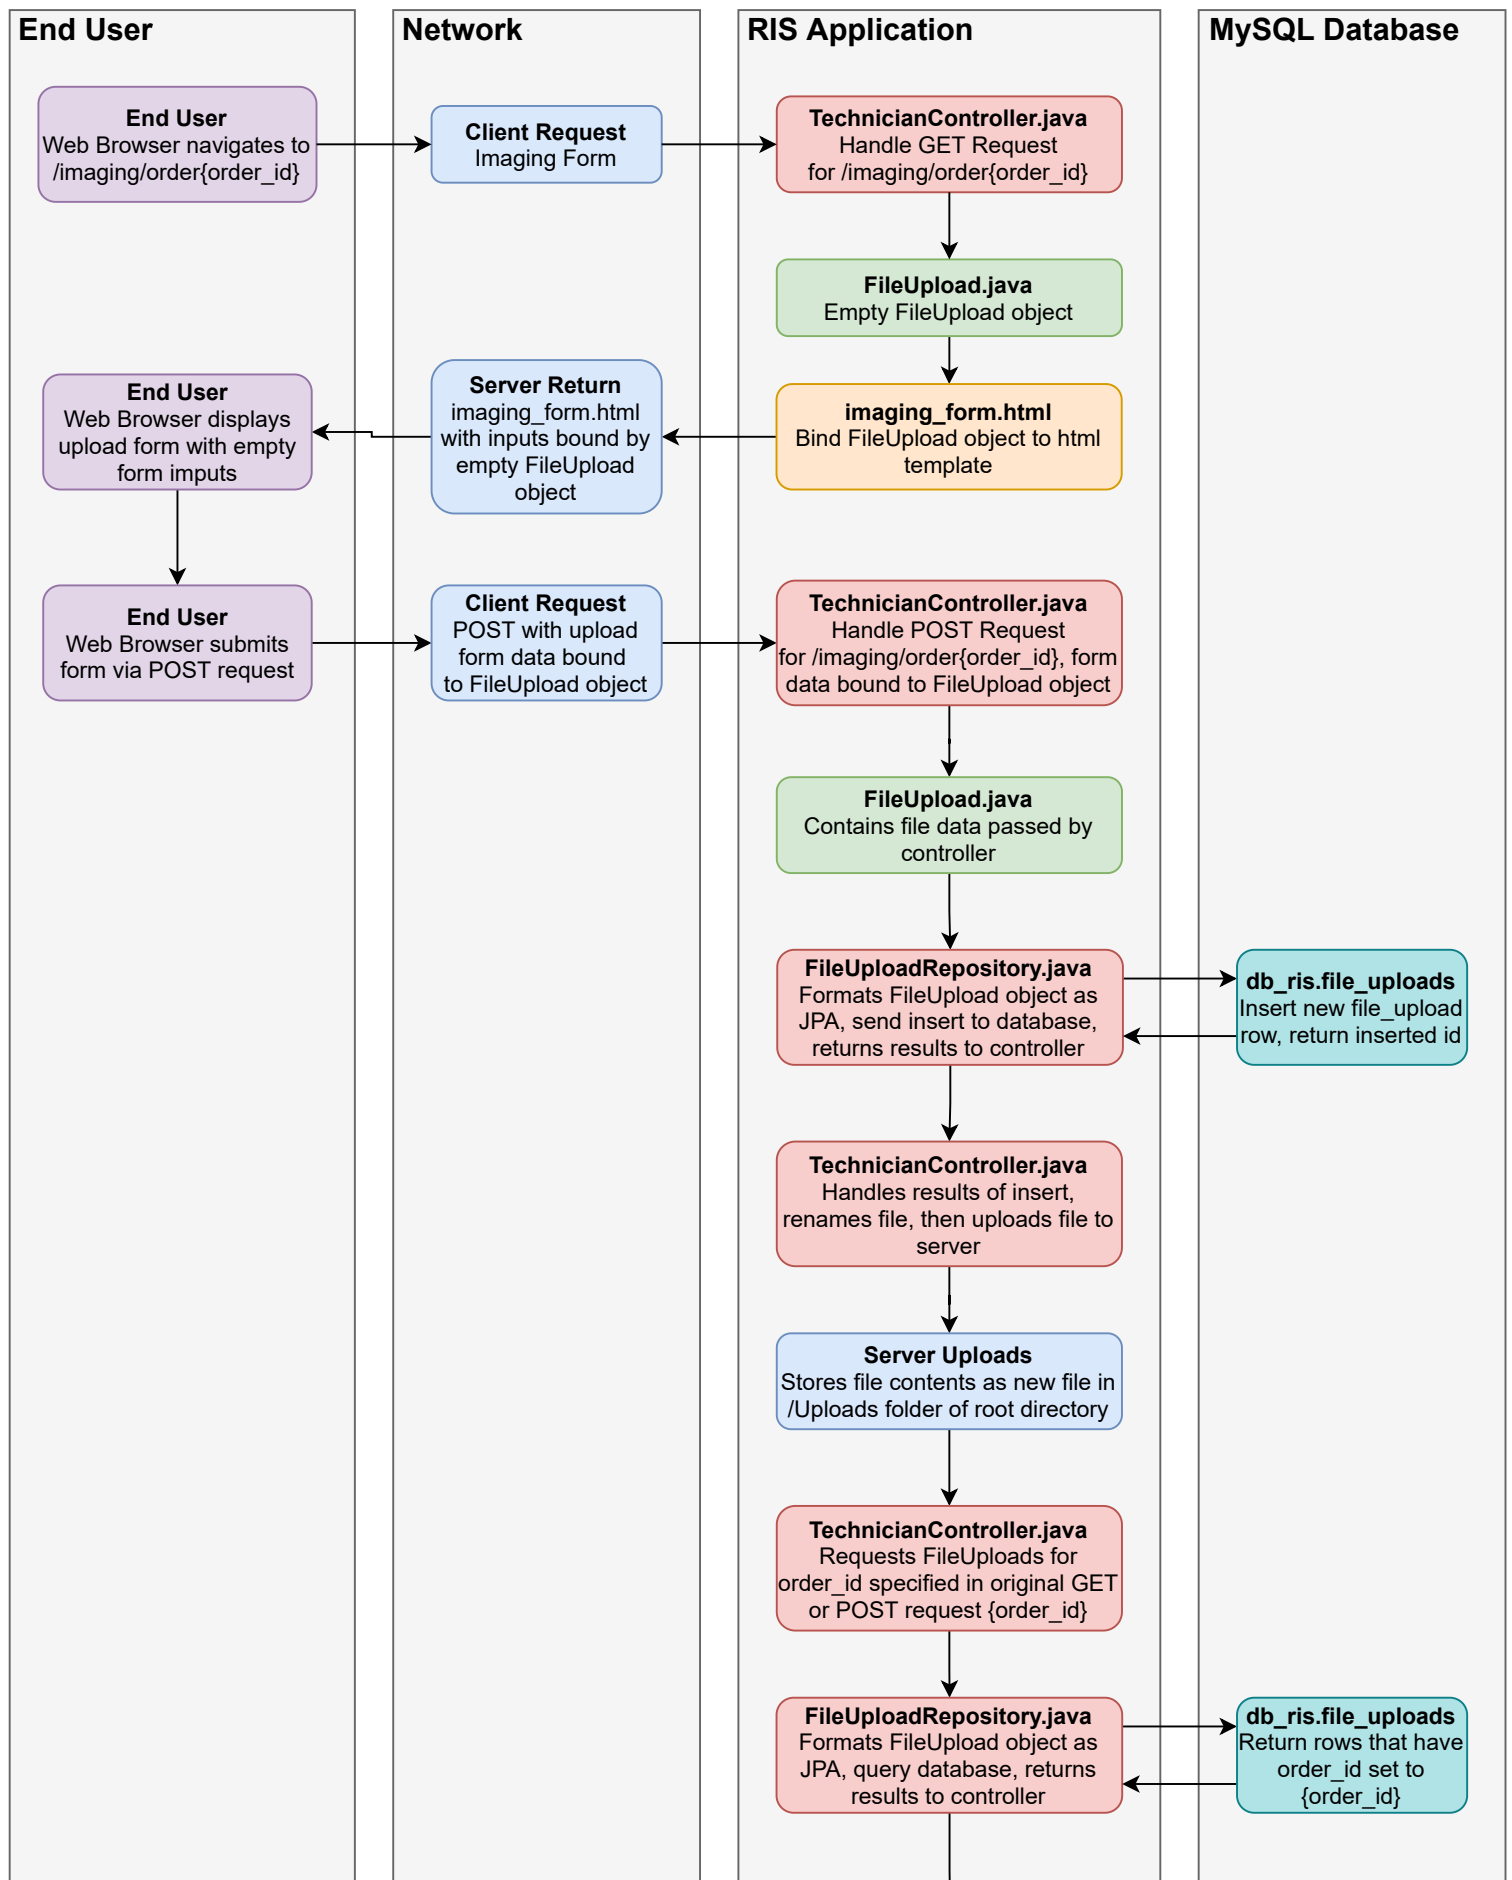 End User
Network
RIS Application
MySQL Database
End User
Web Browser navigates to
/imaging/order{order_id}
Client Request
Imaging Form
TechnicianController.java
Handle GET Request
for /imaging/order{order_id}
FileUpload.java
Empty FileUpload object
End User
Web Browser displays
upload form with empty
form imputs
Server Return
imaging_form.html
with inputs bound by
empty FileUpload
object
imaging_form.html
Bind FileUpload object to html
template
End User
Web Browser submits
form via POST request
Client Request
POST with upload
form data bound
to FileUpload object
TechnicianController.java
Handle POST Request
for /imaging/order{order_id}, form
data bound to FileUpload object
FileUpload.java
Contains file data passed by
controller
FileUploadRepository.java
Formats FileUpload object as
JPA, send insert to database,
returns results to controller
db_ris.file_uploads
Insert new file_upload
row, return inserted id
TechnicianController.java
Handles results of insert,
renames file, then uploads file to
server
Server Uploads
Stores file contents as new file in
/Uploads folder of root directory
TechnicianController.java
Requests FileUploads for
order_id specified in original GET
or POST request {order_id}
FileUploadRepository.java
Formats FileUpload object as
JPA, query database, returns
results to controller
db_ris.file_uploads
Return rows that have
order_id set to
{order_id}